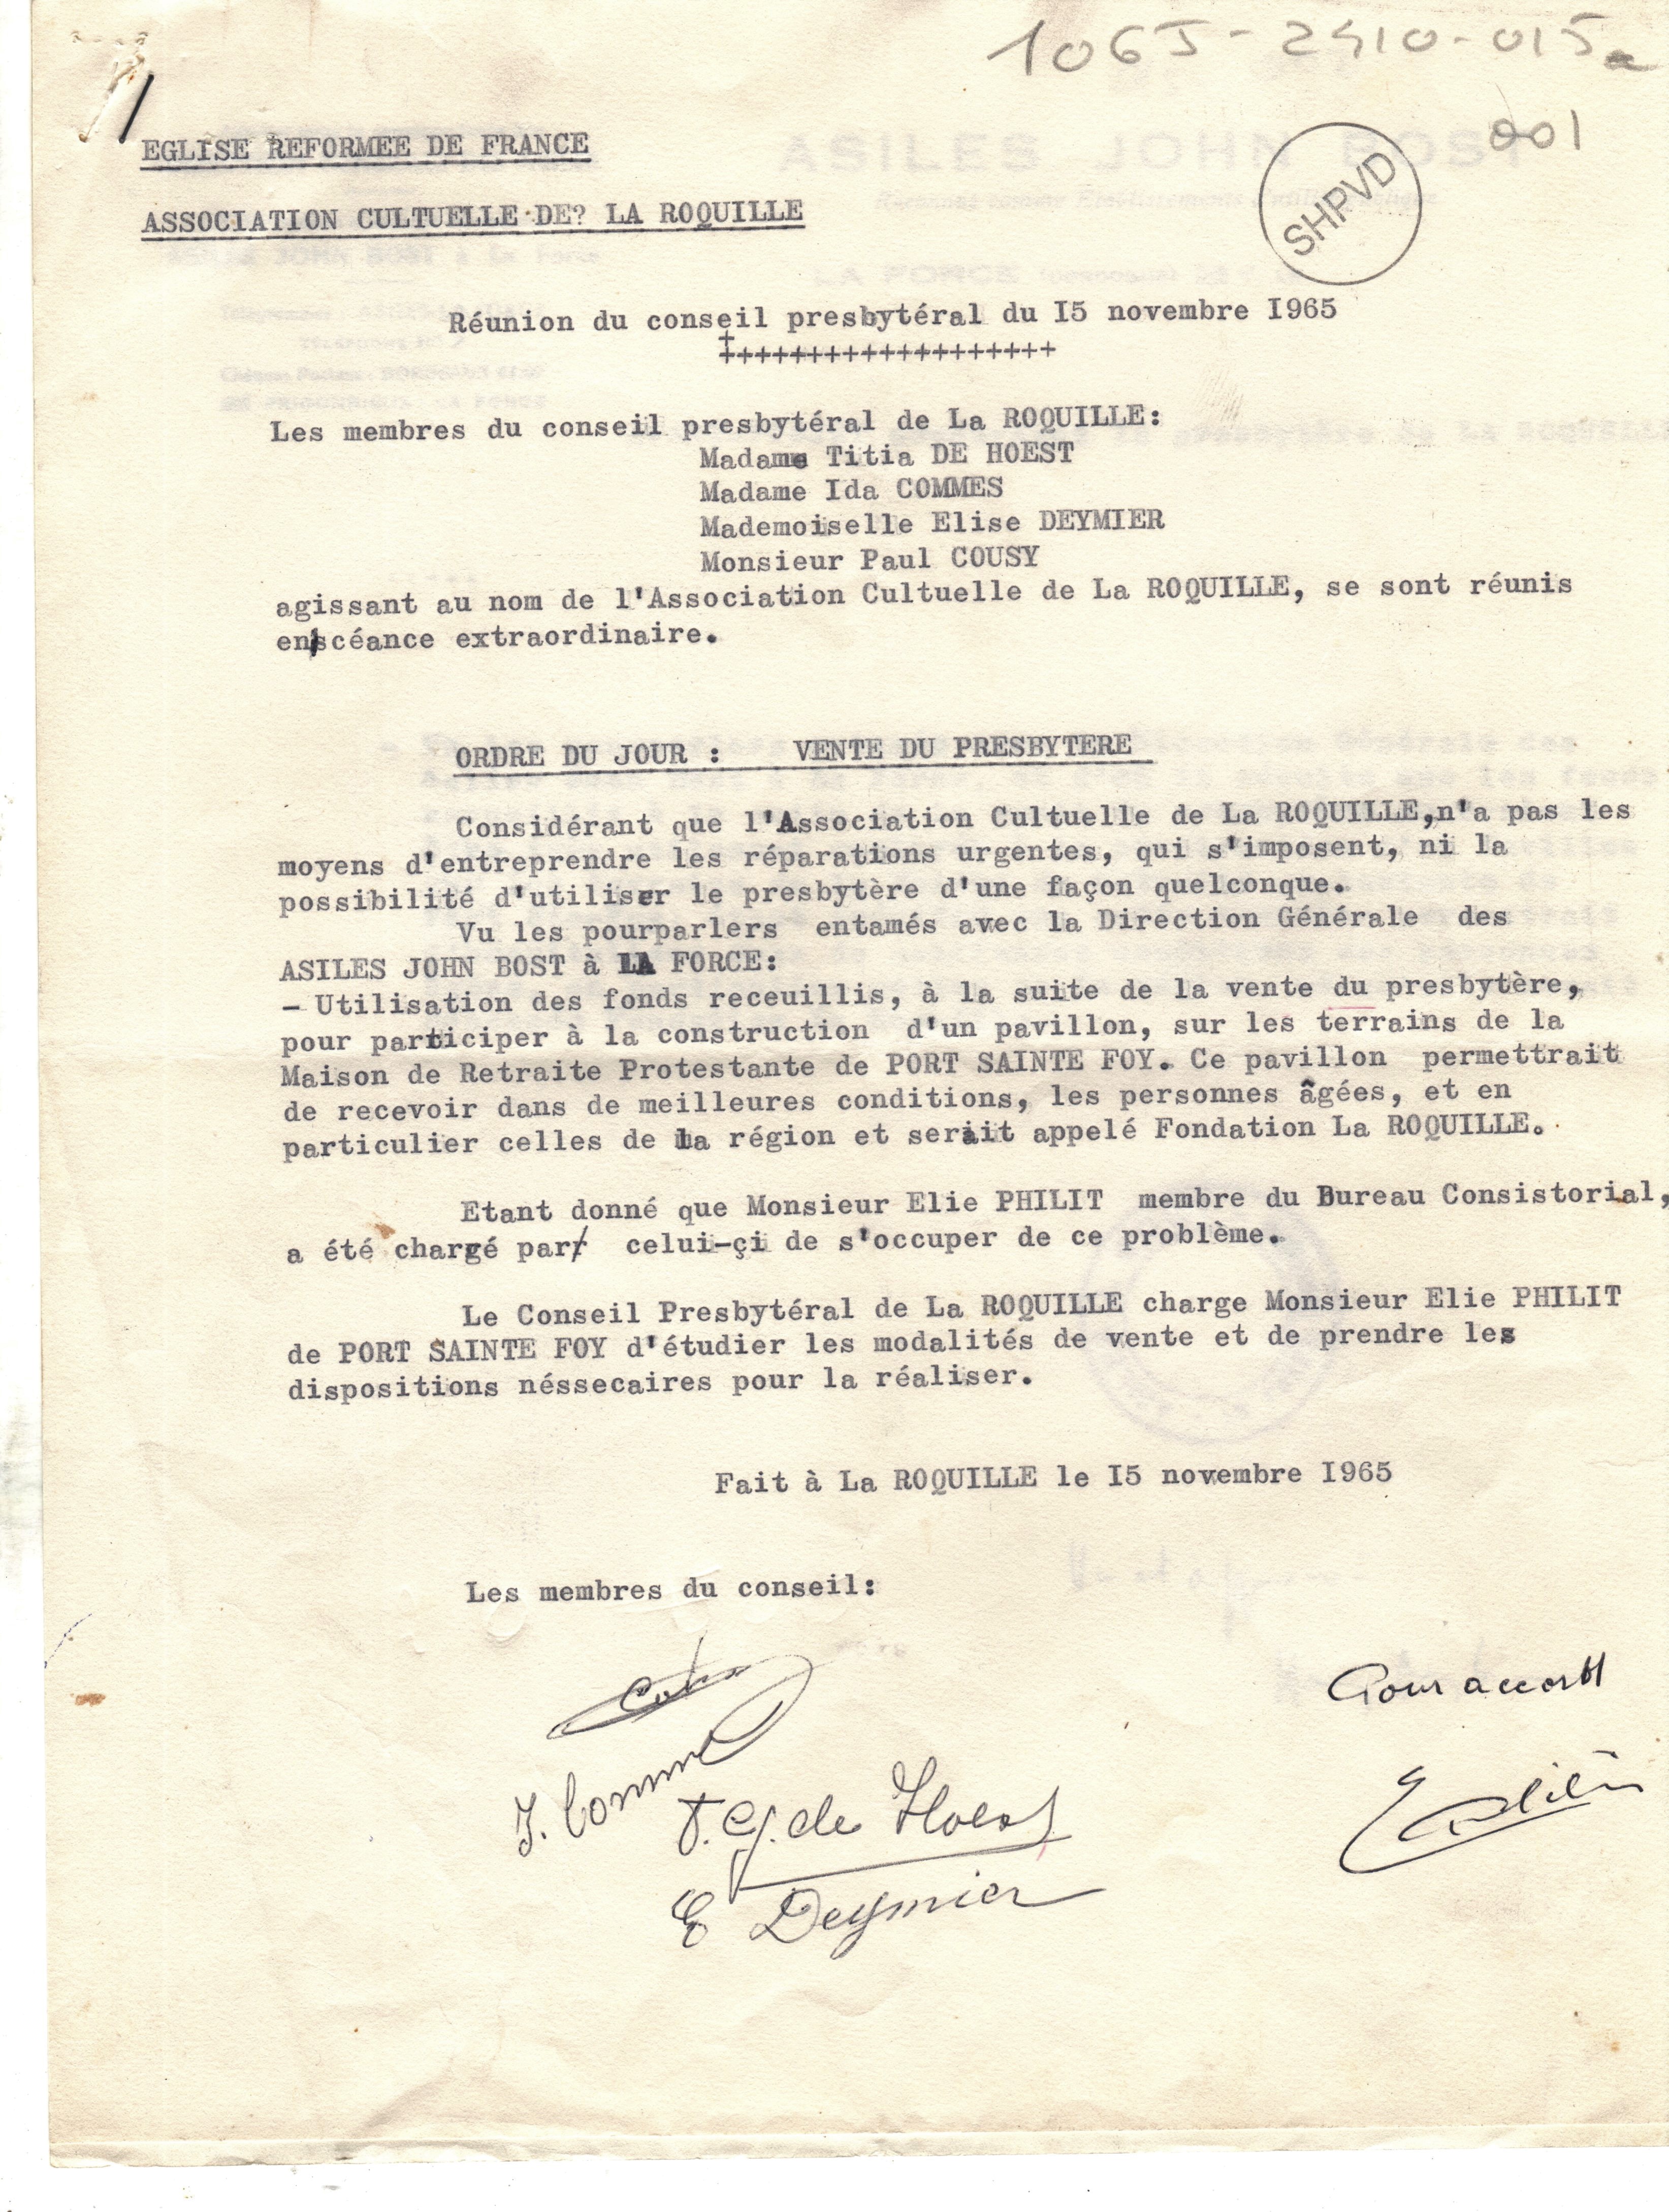 1065-2410-015a
001
SHPVD
EGLISE REFORMEE DE FRANCE
ASSOCIATION CULTUELLE DE? LA ROQUILLE
Réunion du conseil presbytéral du I5 novembre I965
+++++++++++++++++++
Les membres du conseil presbytéral de La ROQUILLE:
Madame Titia DE HOEST
Madame Ida COMMES
Mademoiselle Elise DEYMIER
Monsieur Paul COUSY
agissant au nom de l'Association Cultuelle de La ROQUILLE, se sont réunis
en scéance extraordinaire.
ORDRE DU JOUR : VENTE DU PRESBYTERE
Considérant que l'Association Cultuelle de La ROQUILLE,n'a pas les
moyens d'entreprendre les réparations urgentes, qui s'imposent, ni la
possibilité d'utiliser le presbytère d'une façon quelconque.
Vu les pourparlers entamés avec la Direction Générale des
ASILES JOHN BOST à LA FORCE:
- Utilisation des fonds receuillis, à la suite de la vente du presbytère,
pour participer à la construction d'un pavillon, sur les terrains de la
Maison de Retraite Protestante de PORT SAINTE FOY. Ce pavillon permettrait
de recevoir dans de meilleures conditions, les personnes âgées, et en
particulier celles de la région et serait appelé Fondation La ROQUILLE.
Etant donné que Monsieur Elie PHILIT membre du Bureau Consistorial,
a été chargé par celui-çi de s'occuper de ce problème.
Le Conseil Presbytéral de La ROQUILLE charge Monsieur Elie PHILIT
de PORT SAINTE FOY d'étudier les modalités de vente et de prendre les
dispositions néssecaires pour la réaliser.
Fait à La ROQUILLE le I5 novembre I965
Les membres du conseil:
Pour accord
T. G. de Hoest
E Deymier